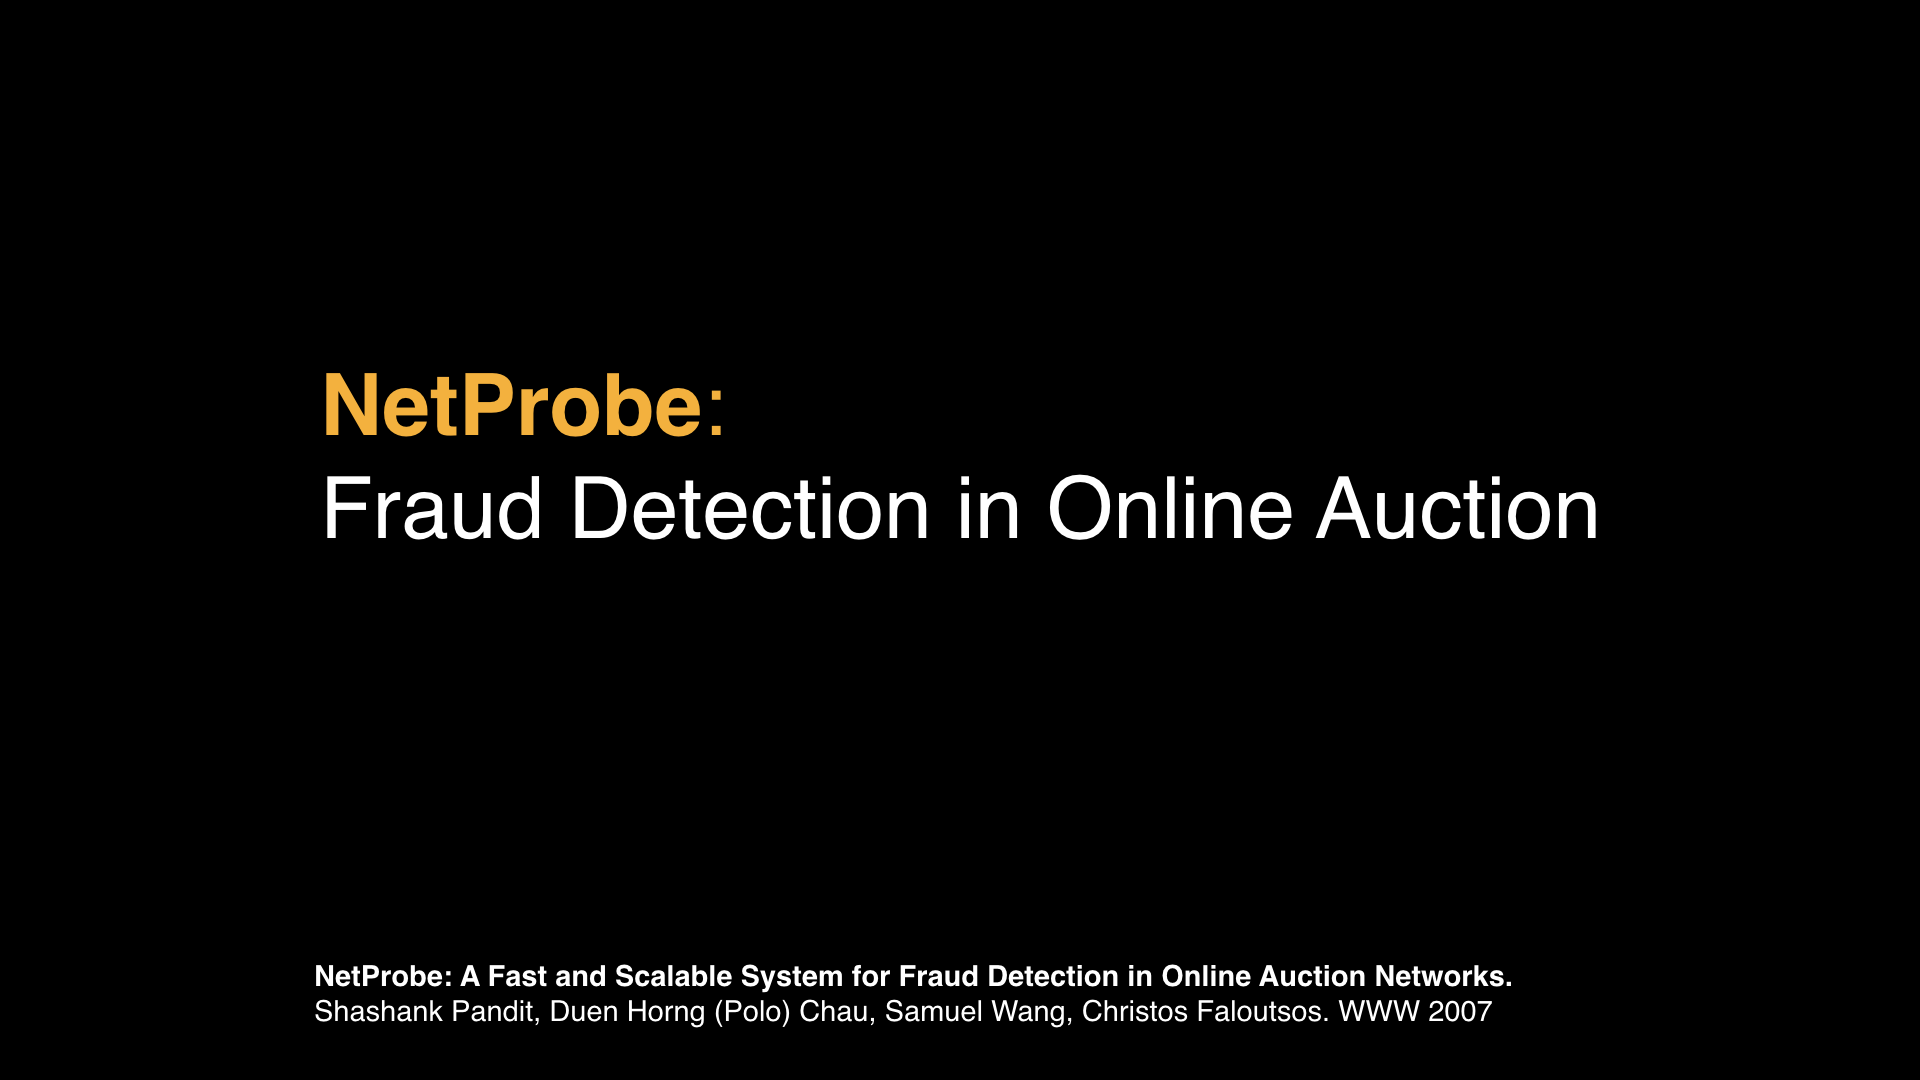 NetProbe:
Fraud Detection in Online Auction
NetProbe: A Fast and Scalable System for Fraud Detection in Online Auction Networks.
Shashank Pandit, Duen Horng (Polo) Chau, Samuel Wang, Christos Faloutsos. WWW 2007